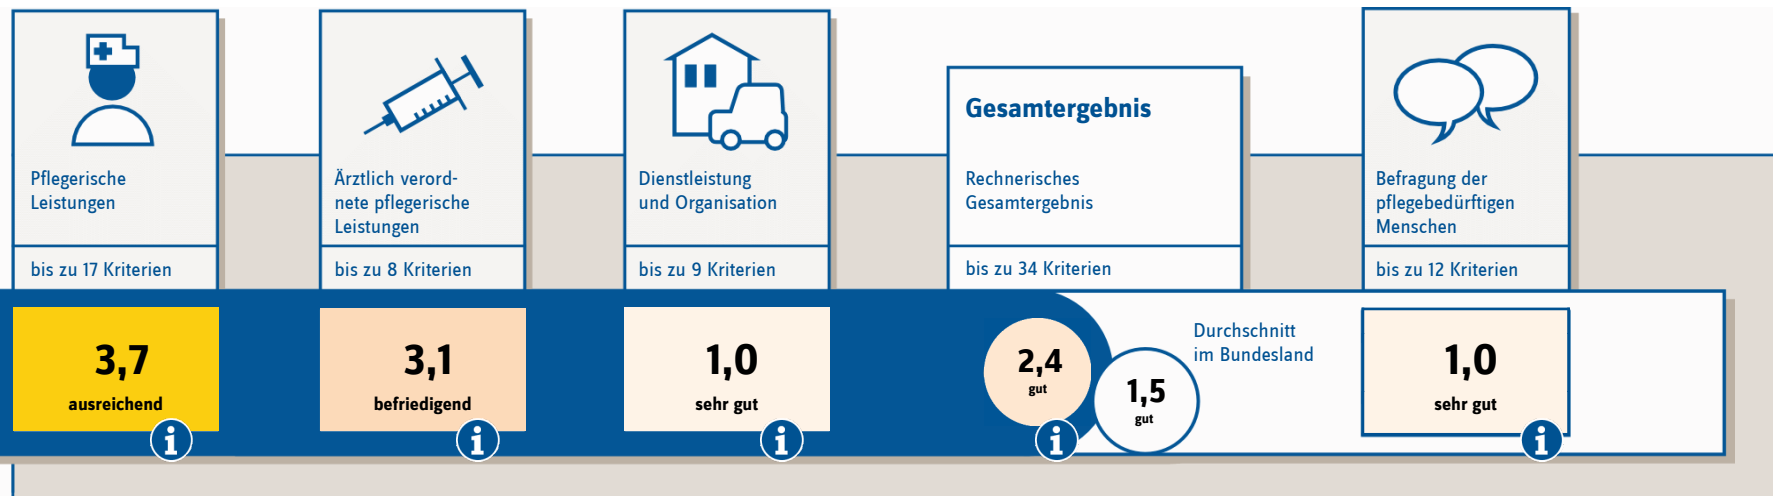 Pflegerische
Leistungen
bis zu 17 Kriterien
3,7
ausreichend
i
Ärztlich verord-
nete pflegerische
Leistungen
bis zu 8 Kriterien
3,1
befriedigend
i
Dienstleistung
und Organisation
bis zu 9 Kriterien
1,0
sehr gut
i
Gesamtergebnis
Rechnerisches
Gesamtergebnis
bis zu 34 Kriterien
2,4
gut
i
1,5
gut
Durchschnitt
im Bundesland
Befragung der
pflegebedürftigen
Menschen
bis zu 12 Kriterien
1,0
sehr gut
i